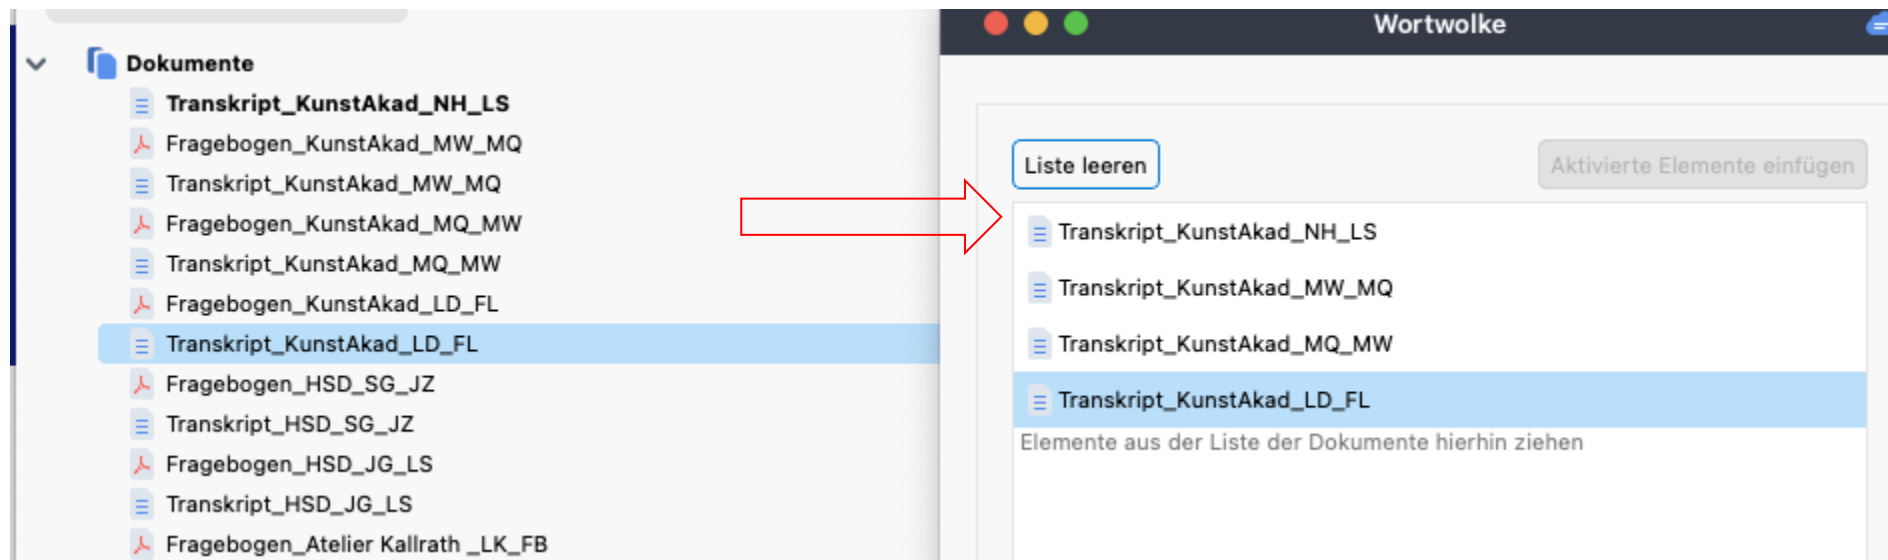 Dokumente
Transkript_KunstAkad_NH_LS
Fragebogen_KunstAkad_MW_MQ
Transkript_KunstAkad_MW_MQ
Fragebogen_KunstAkad_MQ_MW
Transkript_KunstAkad_MQ_MW
Fragebogen_KunstAkad_LD_FL
Transkript_KunstAkad_LD_FL
Fragebogen_HSD_SG_JZ
Transkript_HSD_SG_JZ
Fragebogen_HSD_JG_LS
Transkript_HSD_JG_LS
Fragebogen_Atelier Kallrath _LK_FB
Wortwolke
Liste leeren
Aktivierte Elemente einfügen
Transkript_KunstAkad_NH_LS
Transkript_KunstAkad_MW_MQ
Transkript_KunstAkad_MQ_MW
Transkript_KunstAkad_LD_FL
Elemente aus der Liste der Dokumente hierhin ziehen